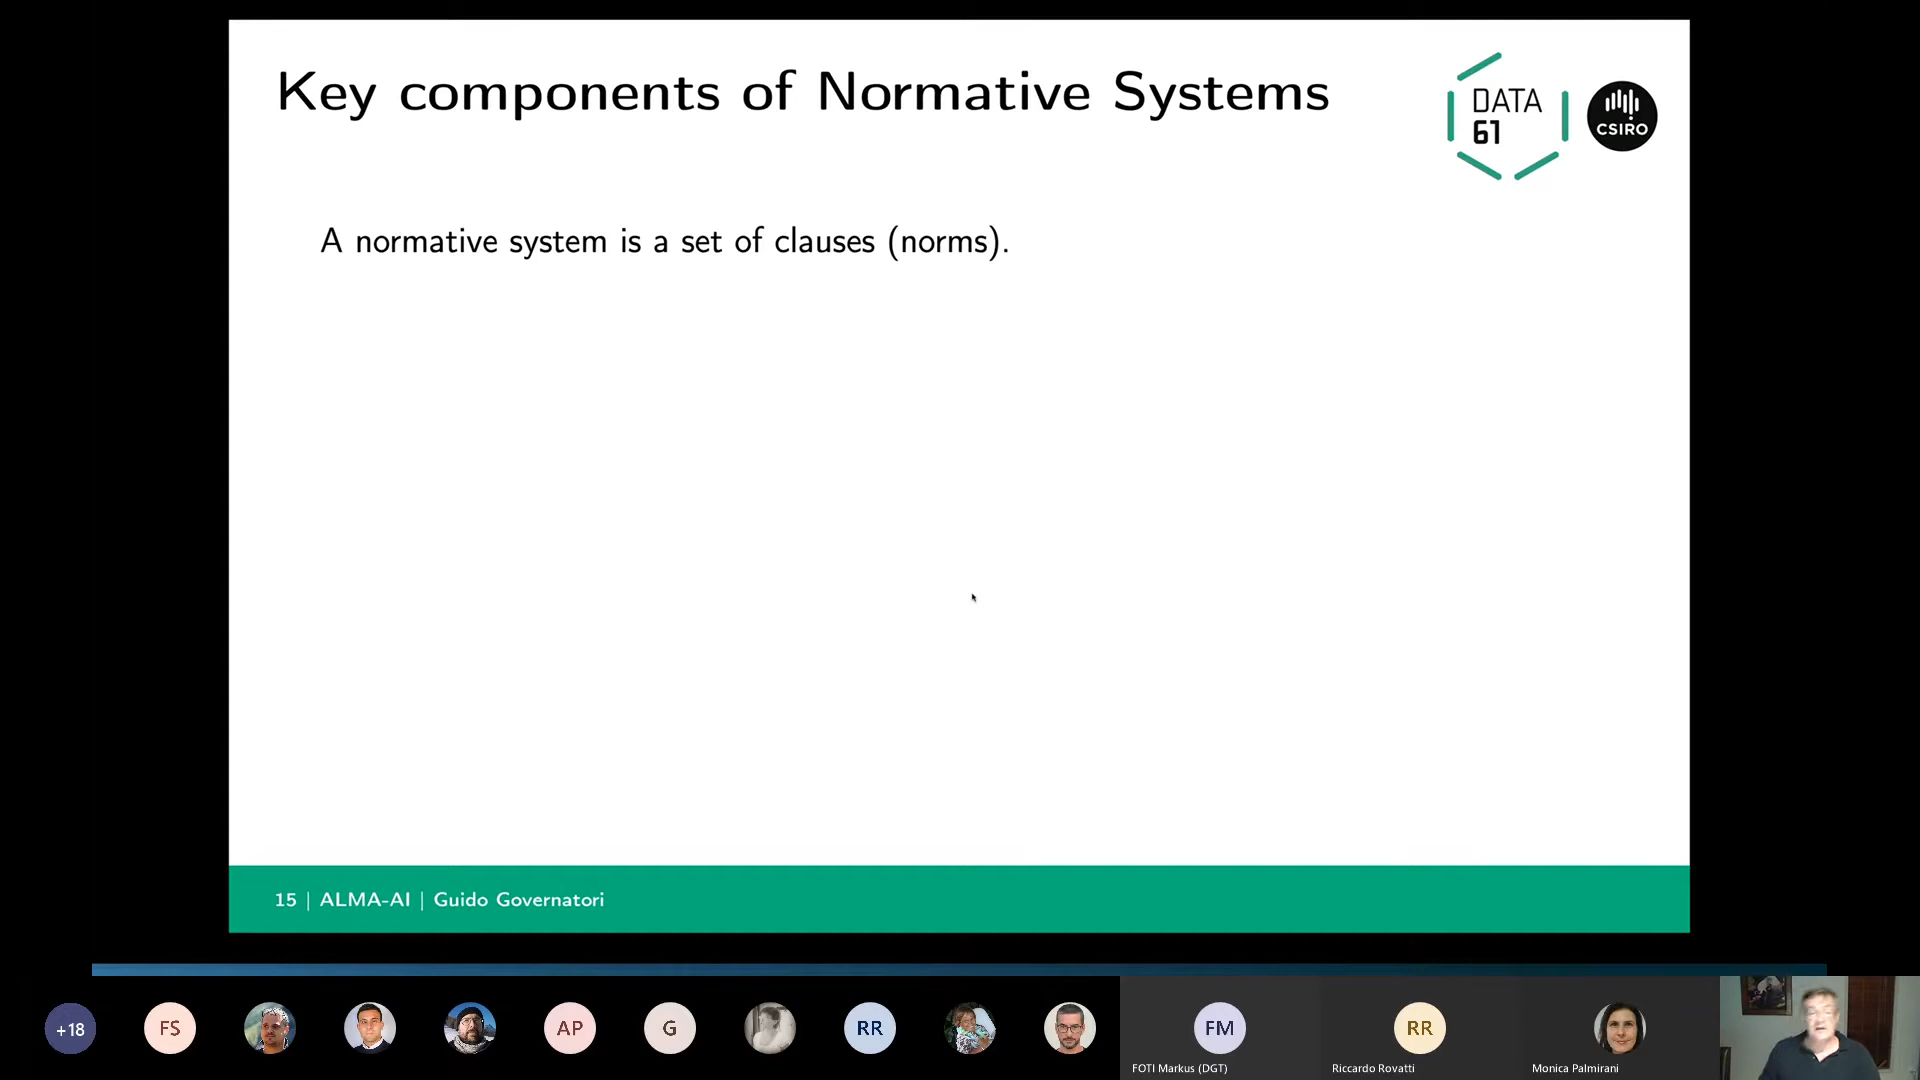 Key components of Normative Systems
DATA
61
CSIRO
A normative system is a set of clauses (norms).
15 | ALMA-AI | Guido Governatori
+18
FS
AP
G
RR
FM
RR
FOTI Markus (DGT)
Riccardo Rovatti
Monica Palmirani